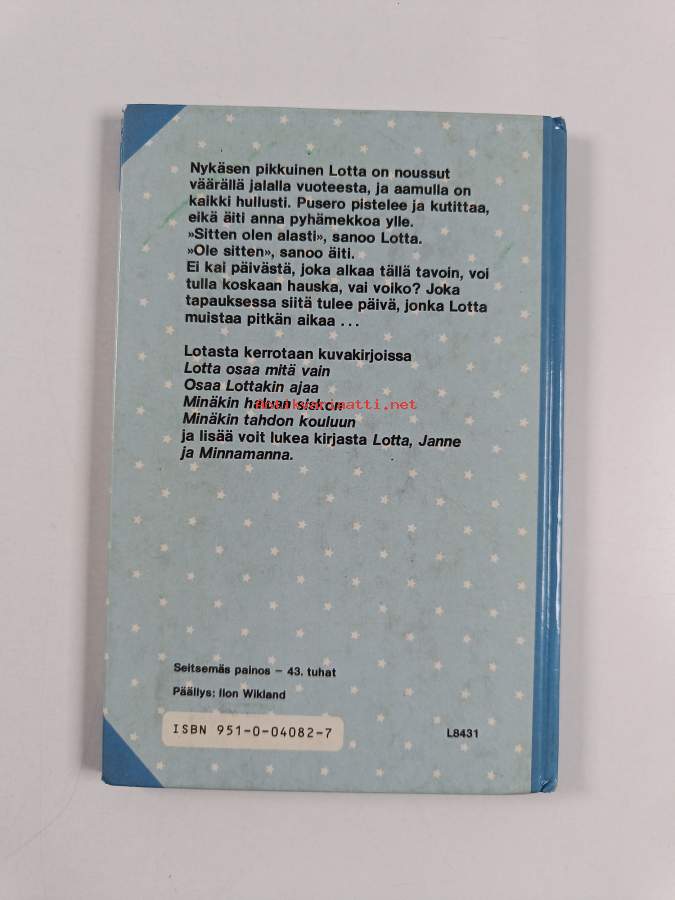 Nykäsen pikkuinen Lotta on noussut
väärällä jalalla vuoteesta, ja aamulla on
kaikki hullusti. Pusero pistelee ja kutittaa,
eikä äiti anna pyhämekkoa ylle.
»Sitten olen alasti», sanoo Lotta.
»Ole sitten», sanoo äiti.
Ei kai päivästä, joka alkaa tällä tavoin, voi
tulla koskaan hauska, vai voiko? Joka
tapauksessa siitä tulee päivä, jonka Lotta
muistaa pitkän aikaa ...
Lotasta kerrotaan kuvakirjoissa
Lotta osaa mitä vain
Osaa Lottakin ajaa
Minäkin haluan siskon
antikvariaatti.net
Minäkin tahdon kouluun
ja lisää voit lukea kirjasta Lotta, Janne
ja Minnamanna.
Seitsemäs painos – 43. tuhat
Päällys: Ilon Wikland
ISBN 951-0-04082-7
L8431